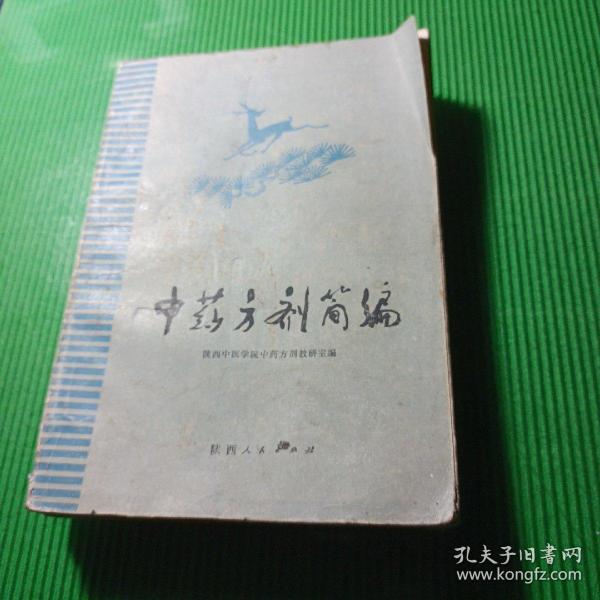 中药方剂简编
陕西中医学院中药方剂教研室编
陕西人民出版社
孔夫子旧书网
www.kongfz.com